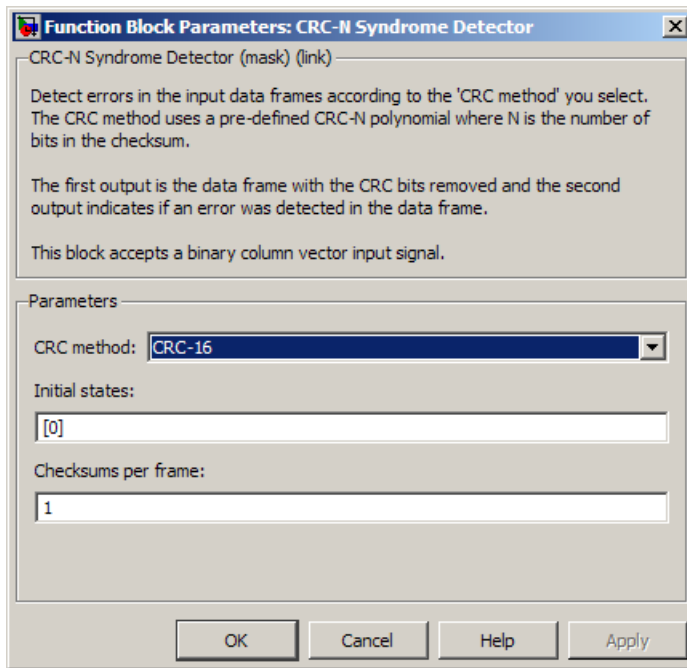 Function Block Parameters: CRC-N Syndrome Detector
CRC-N Syndrome Detector (mask) (link)
Detect errors in the input data frames according to the 'CRC method' you select.
The CRC method uses a pre-defined CRC-N polynomial where N is the number of
bits in the checksum.
The first output is the data frame with the CRC bits removed and the second
output indicates if an error was detected in the data frame.
This block accepts a binary column vector input signal.
Parameters
CRC method: CRC-16
Initial states:
[0]
Checksums per frame:
1
OK Cancel Help Apply